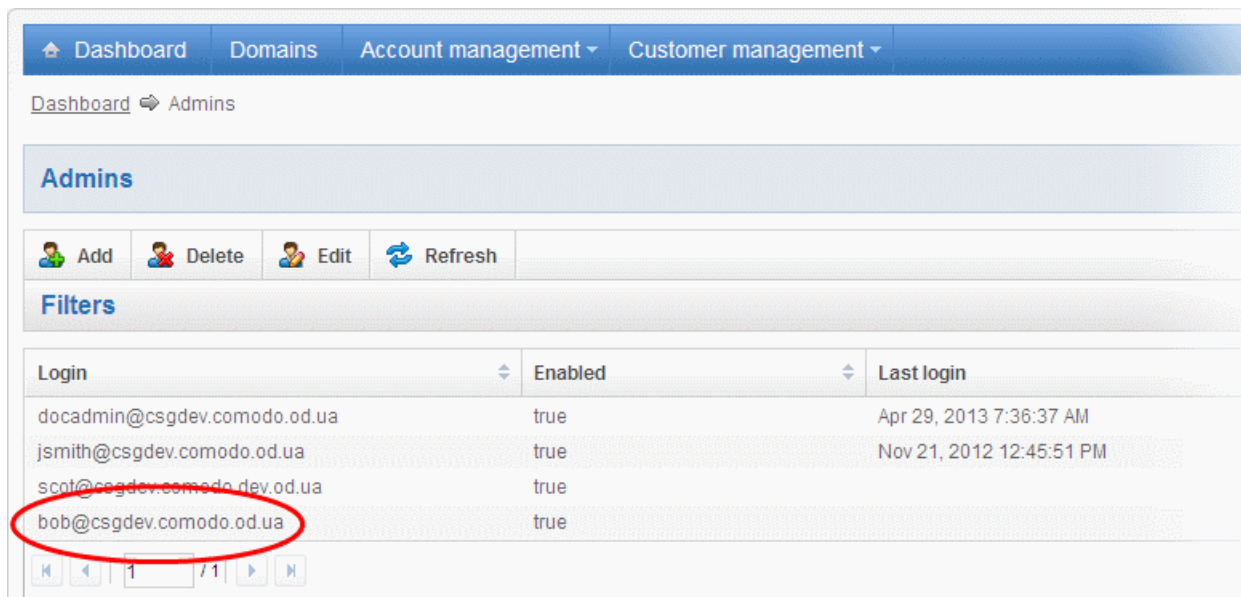 Dashboard Domains Account management Customer management
Dashboard Admins
Admins
Add Delete Edit Refresh
Filters
Login Enabled Last login
docadmin@csgdev.comodo.od.ua true Apr 29, 2013 7:36:37 AM
jsmith@csgdev.comodo.od.ua true Nov 21, 2012 12:45:51 PM
scot@csgdev.comodo.dev.od.ua true
bob@csgdev.comodo.od.ua true
1 / 1